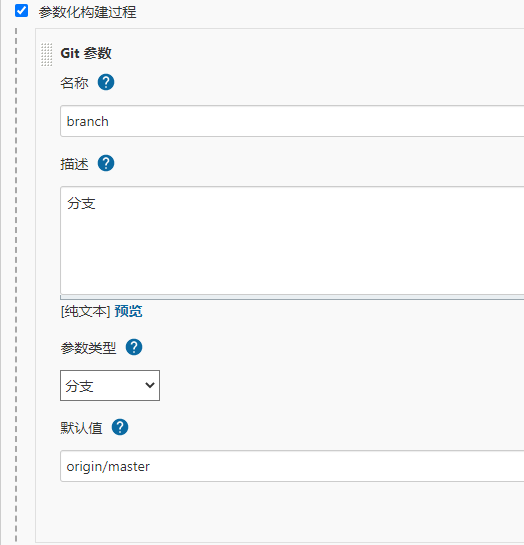 参数化构建过程
Git 参数
名称 ?
branch
描述 ?
分支
[纯文本] 预览
参数类型 ?
分支
默认值 ?
origin/master